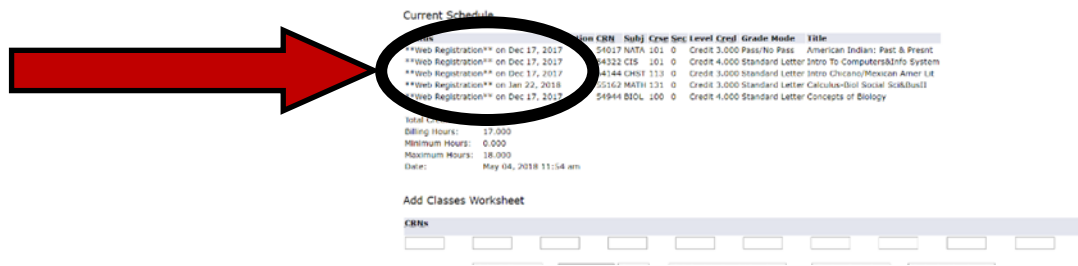 Current Schedule
CRN Subj Crse Sec Level Cred Grade Mode Title
**Web Registration** on Dec 17, 2017 54017 NATA 101 0 Credit 3.000 Pass/No Pass American Indian: Past & Presnt
**Web Registration** on Dec 17, 2017 54322 CIS 101 0 Credit 4.000 Standard Letter Intro To Computers&Info System
**Web Registration** on Dec 17, 2017 54144 CHST 113 0 Credit 3.000 Standard Letter Intro Chicano/Mexican Amer Lit
**Web Registration** on Jan 22, 2018 55162 MATH 131 0 Credit 3.000 Standard Letter Calculus-Biol Social Sci&BusII
**Web Registration** on Dec 17, 2017 54944 BIOL 100 0 Credit 4.000 Standard Letter Concepts of Biology
Total
Billing Hours: 17.000
Minimum Hours: 0.000
Maximum Hours: 18.000
Date: May 04, 2018 11:54 am
Add Classes Worksheet
CRNs